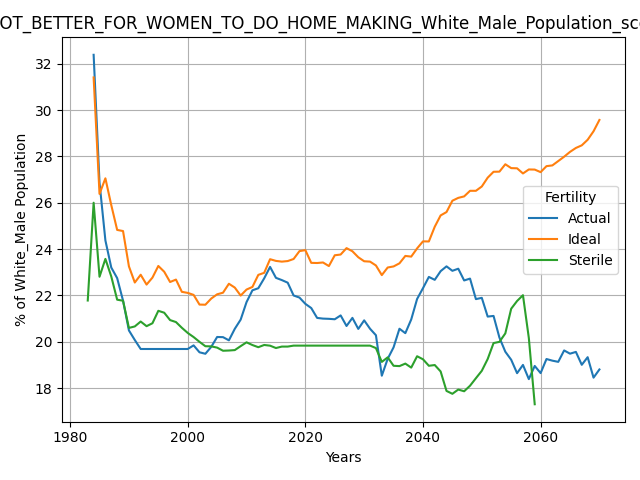 OT_BETTER_FOR_WOMEN_TO_DO_HOME_MAKING_White_Male_Population_sc
% of White_Male Population
32
30
28
26
24
22
20
18
Fertility
Actual
Ideal
Sterile
1980
2000
2020
2040
2060
Years